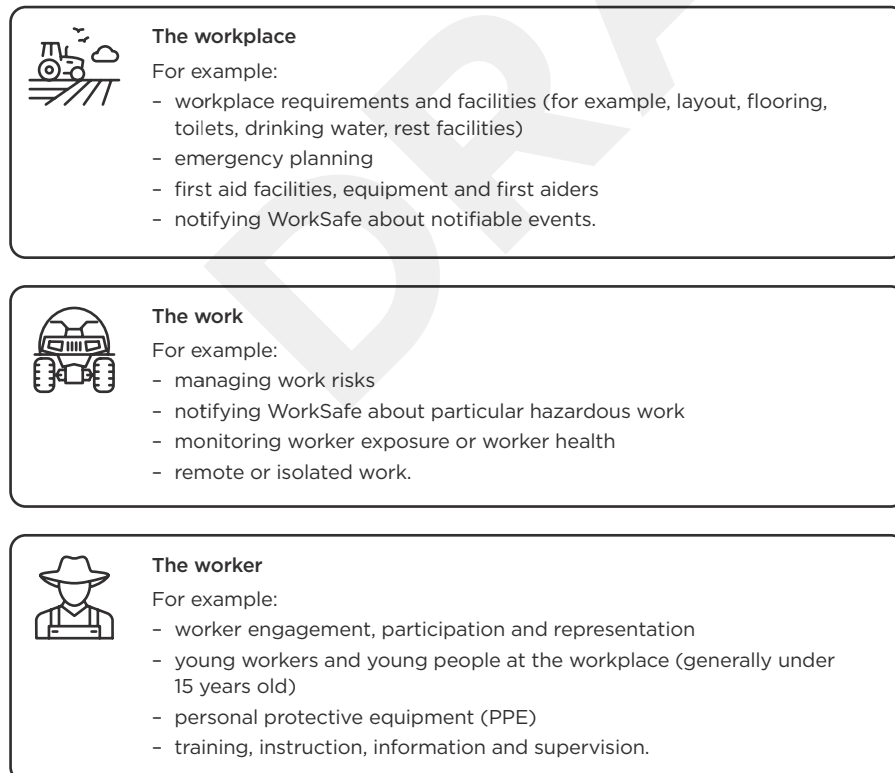 The workplace
For example:
– workplace requirements and facilities (for example, layout, flooring,
toilets, drinking water, rest facilities)
– emergency planning
– first aid facilities, equipment and first aiders
– notifying WorkSafe about notifiable events.
The work
For example:
– managing work risks
– notifying WorkSafe about particular hazardous work
– monitoring worker exposure or worker health
– remote or isolated work.
The worker
For example:
– worker engagement, participation and representation
– young workers and young people at the workplace (generally under
15 years old)
– personal protective equipment (PPE)
– training, instruction, information and supervision.
DRA